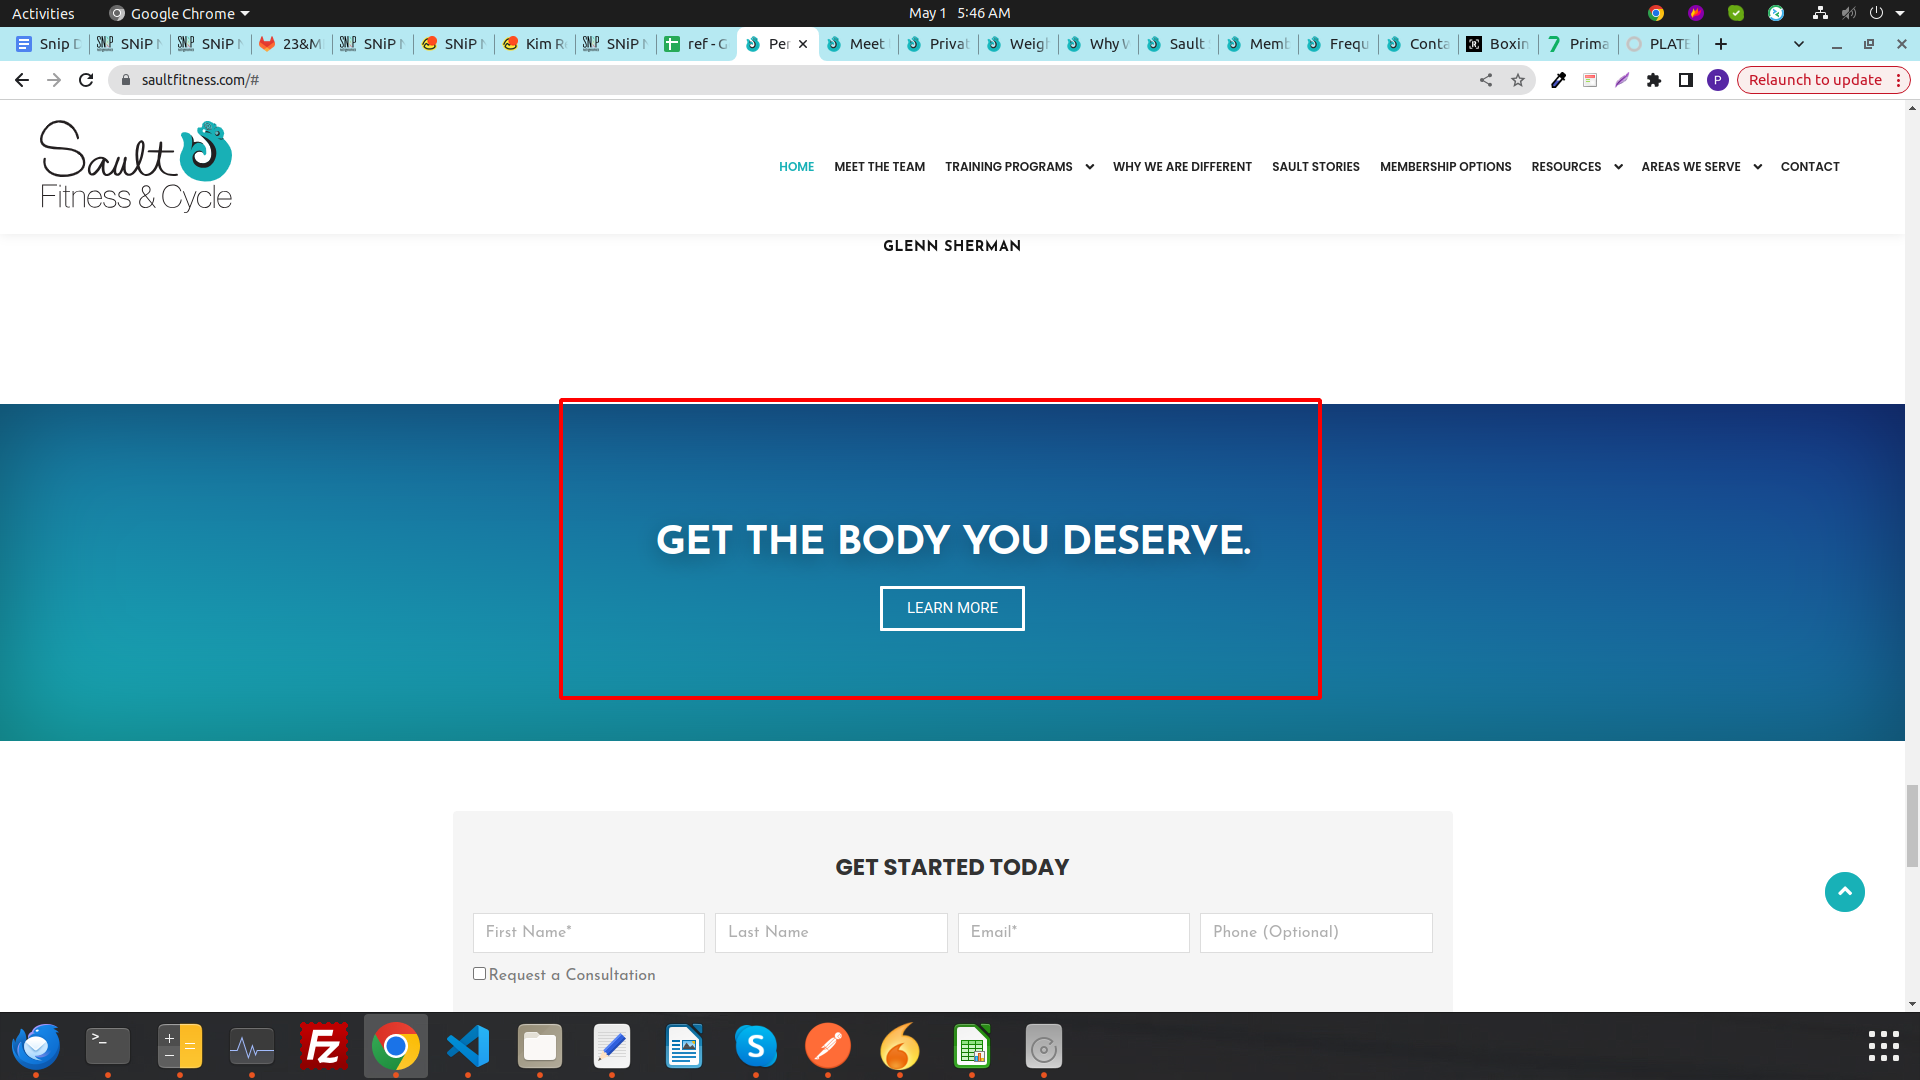 Activities
Google Chrome
May 1 5:46 AM
Snip D
SNiP N
SNiP N
23&M
SNiP N
SNiP N
Kim R
SNiP N
ref - G
Per
Meet
Privat
Weigh
Why W
Sault
Memb
Frequ
Conta
Boxin
Prima
PLATE
saultfitness.com/#
P
Relaunch to update
Sault
Fitness & Cycle
HOME
MEET THE TEAM
TRAINING PROGRAMS
WHY WE ARE DIFFERENT
SAULT STORIES
MEMBERSHIP OPTIONS
RESOURCES
AREAS WE SERVE
CONTACT
GLENN SHERMAN
GET THE BODY YOU DESERVE.
LEARN MORE
GET STARTED TODAY
First Name*
Last Name
Email*
Phone (Optional)
Request a Consultation